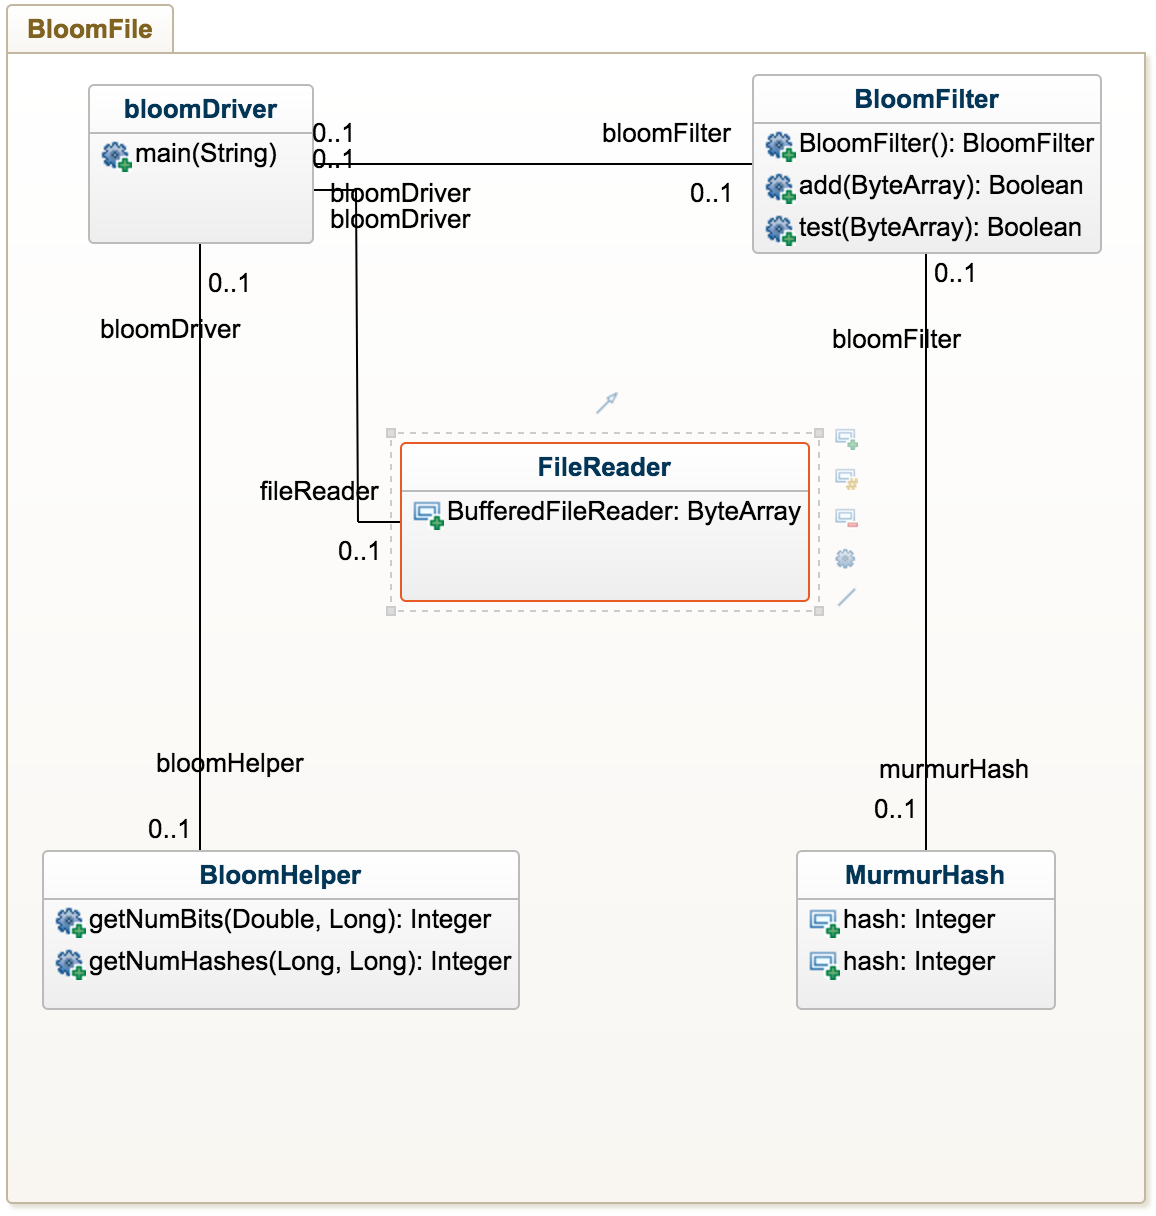 BloomFile
bloomDriver
main(String)
0..1
0..1
bloomDriver
bloomDriver
bloomFilter
0..1
BloomFilter
BloomFilter(): BloomFilter
add(ByteArray): Boolean
test(ByteArray): Boolean
0..1
bloomDriver
0..1
bloomFilter
fileReader
0..1
FileReader
BufferedFileReader: ByteArray
bloomHelper
0..1
murmurHash
0..1
BloomHelper
getNumBits(Double, Long): Integer
getNumHashes(Long, Long): Integer
MurmurHash
hash: Integer
hash: Integer